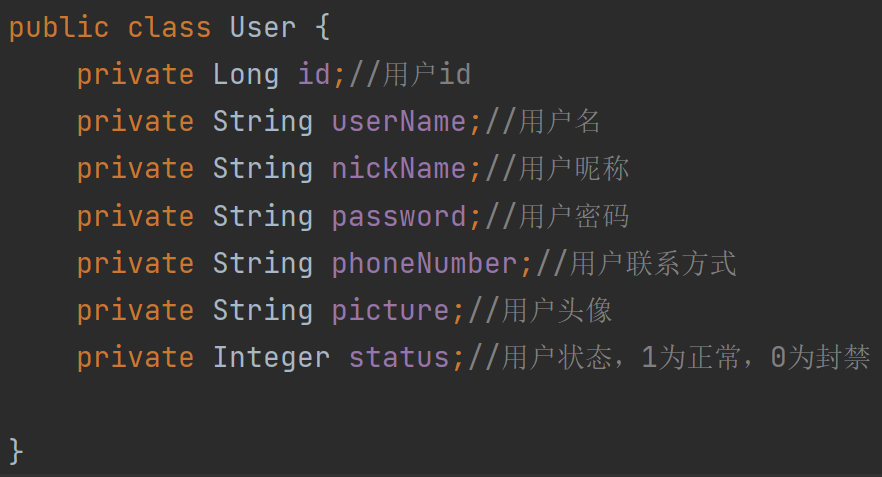 public class User {
    private Long id;//用户id
    private String userName;//用户名
    private String nickName;//用户昵称
    private String password;//用户密码
    private String phoneNumber;//用户联系方式
    private String picture;//用户头像
    private Integer status;//用户状态，1为正常，0为封禁
}